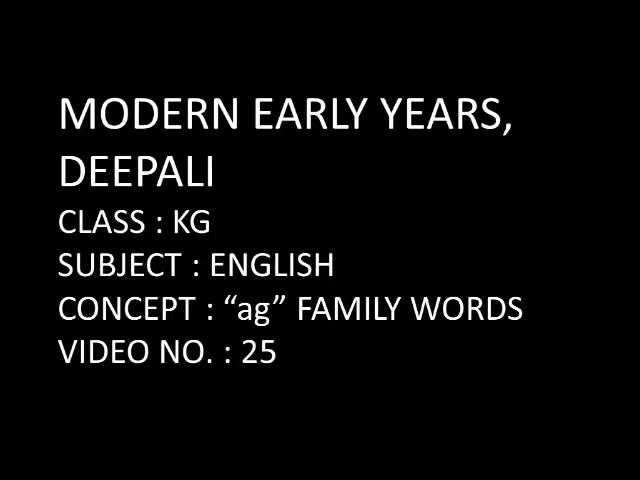 MODERN EARLY YEARS,
DEEPALI
CLASS : KG
SUBJECT : ENGLISH
CONCEPT : “ag” FAMILY WORDS
VIDEO NO. : 25